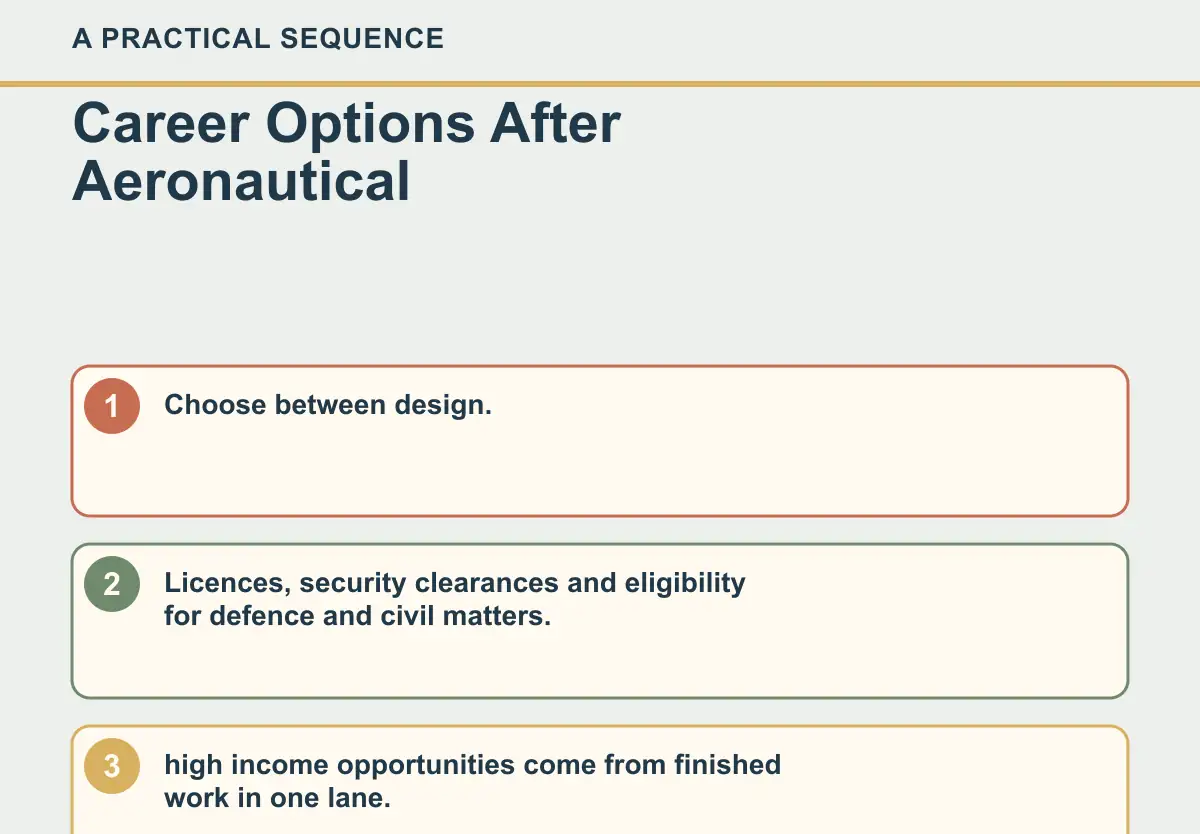 A PRACTICAL SEQUENCE
Career Options After
Aeronautical
1
Choose between design.
2
Licences, security clearances and eligibility
for defence and civil matters.
3
high income opportunities come from finished
work in one lane.